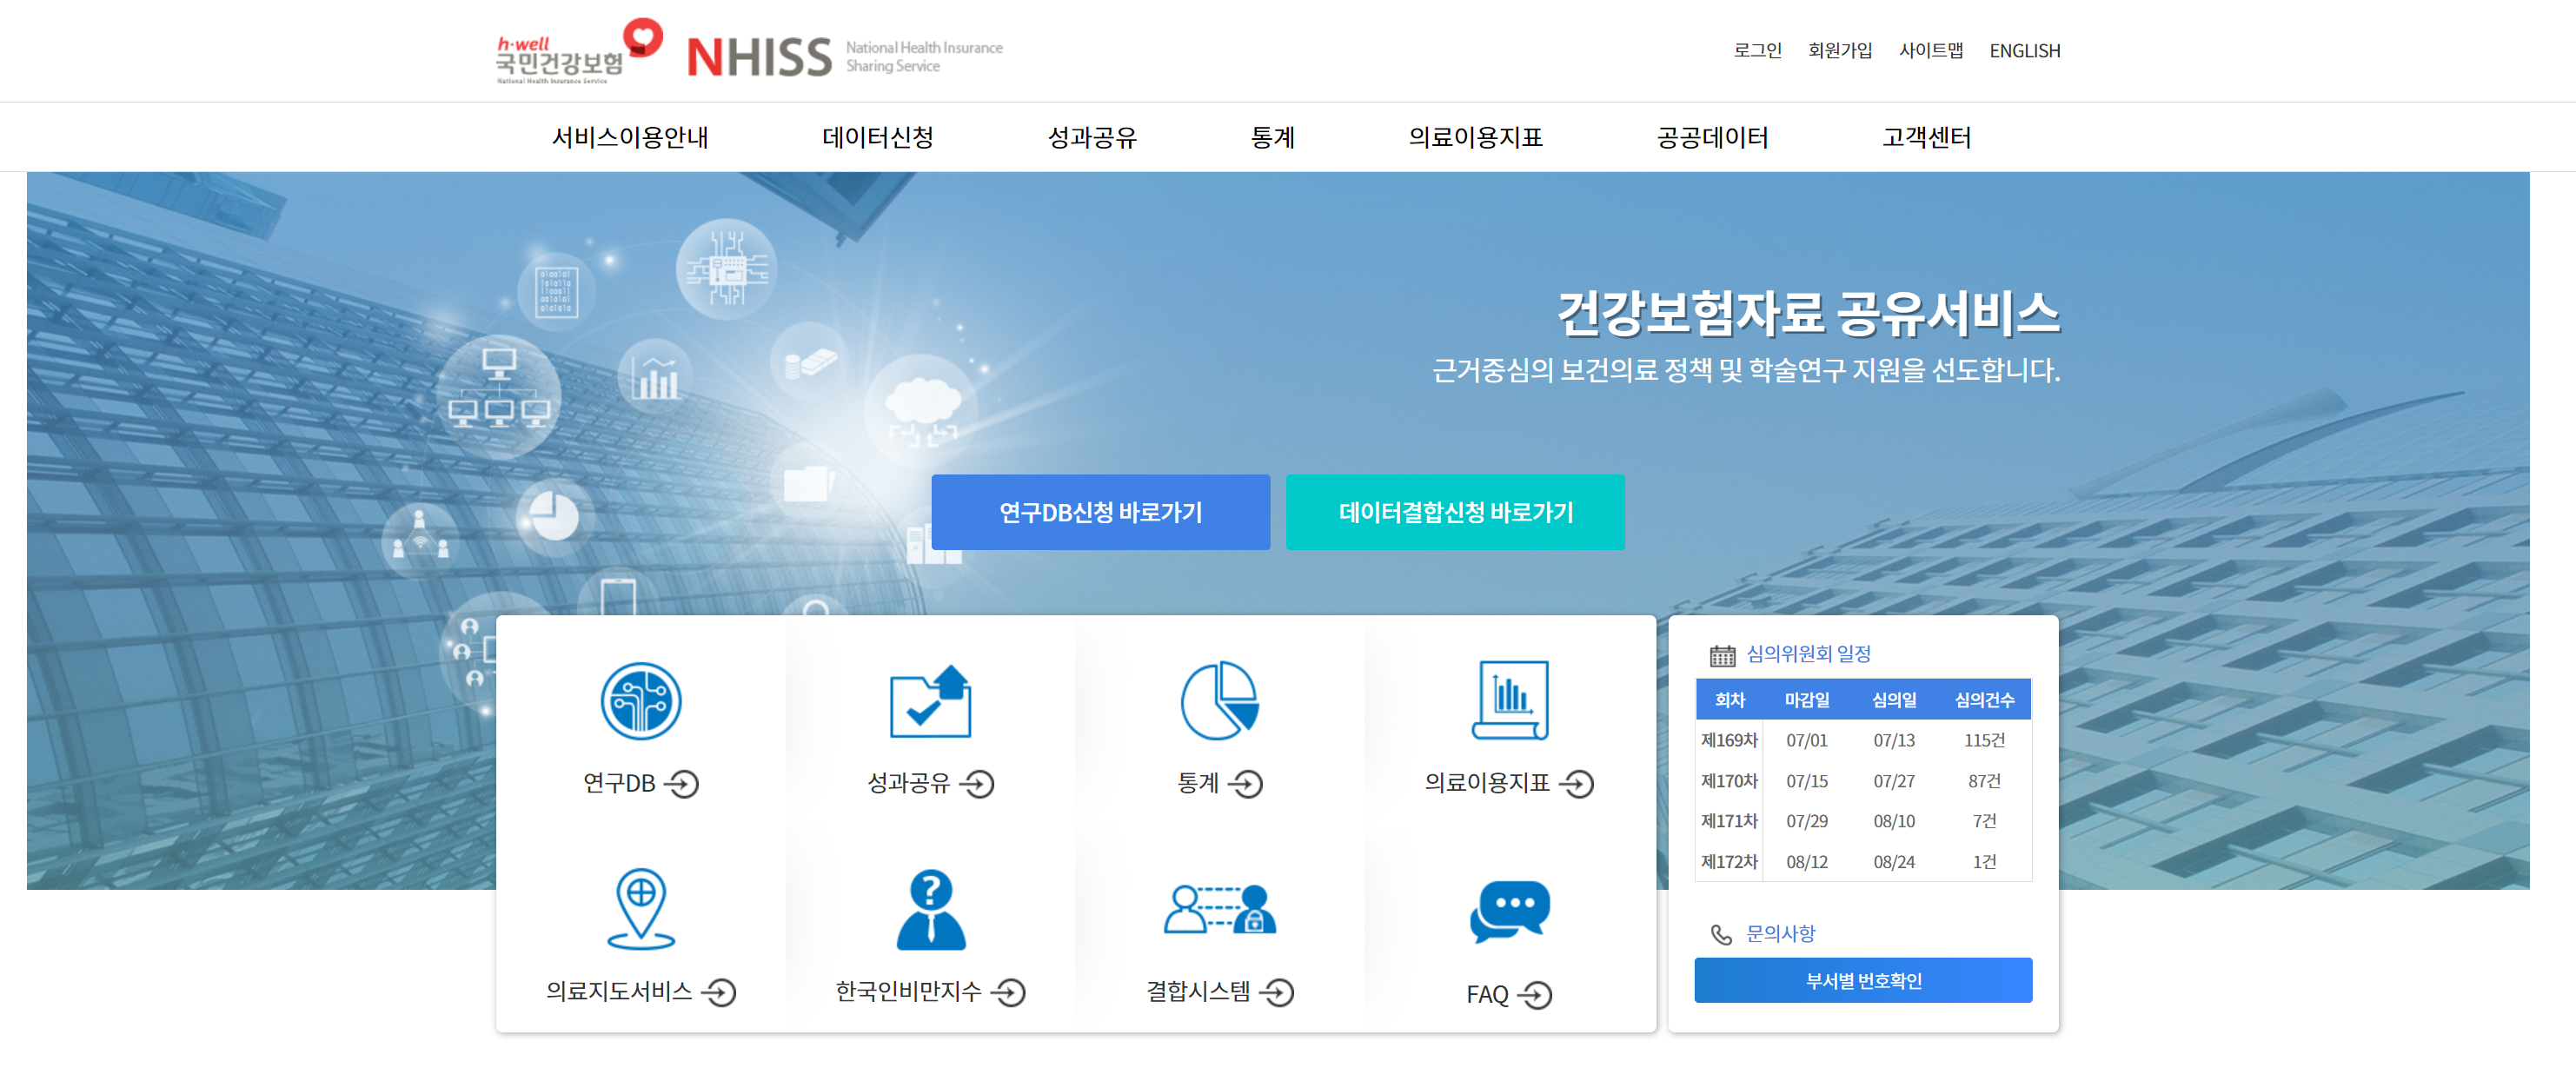 h·well
국민건강보험
National Health Insurance Service
NHISS
National Health Insurance
Sharing Service
로그인 회원가입 사이트맵 ENGLISH
서비스이용안내 데이터신청 성과공유 통계 의료이용지표 공공데이터 고객센터
건강보험자료 공유서비스
근거중심의 보건의료 정책 및 학술연구 지원을 선도합니다.
연구DB신청 바로가기 데이터결합신청 바로가기
연구DB 성과공유 통계 의료이용지표
의료지도서비스 한국인비만지수 결합시스템 FAQ
심의위원회 일정
회차 마감일 심의일 심의건수
제169차 07/01 07/13 115건
제170차 07/15 07/27 87건
제171차 07/29 08/10 7건
제172차 08/12 08/24 1건
문의사항
부서별 번호확인